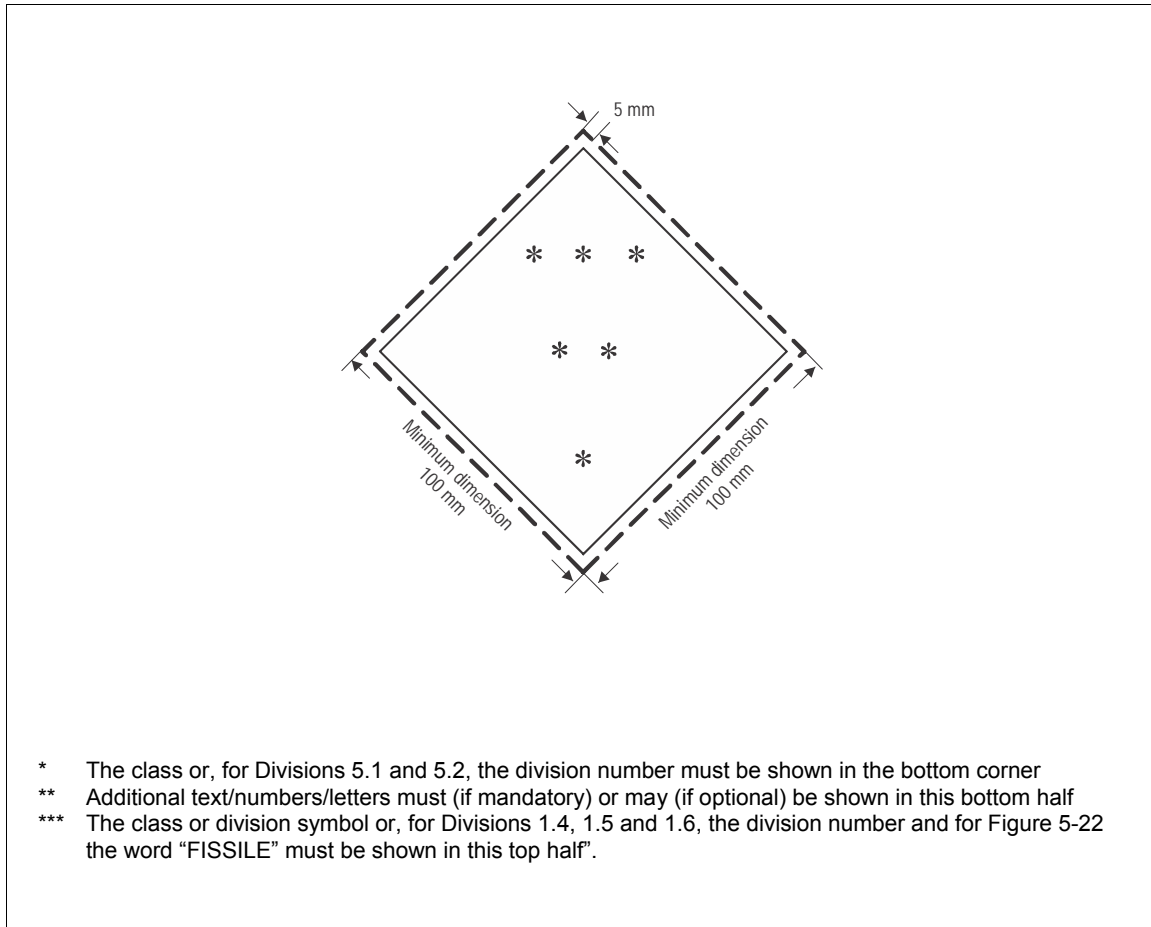 5 mm
* * *
* *
*
Minimum dimension
100 mm
Minimum dimension
100 mm
* The class or, for Divisions 5.1 and 5.2, the division number must be shown in the bottom corner
** Additional text/numbers/letters must (if mandatory) or may (if optional) be shown in this bottom half
*** The class or division symbol or, for Divisions 1.4, 1.5 and 1.6, the division number and for Figure 5-22
the word “FISSILE” must be shown in this top half”.